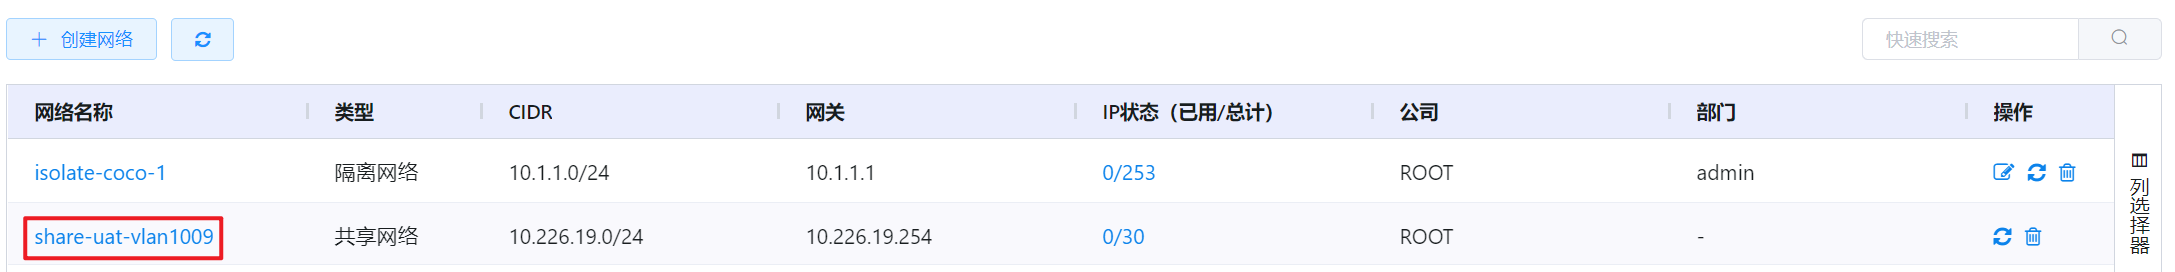 创建网络
快速搜索
网络名称 类型 CIDR 网关 IP状态（已用/总计） 公司 部门 操作
isolate-coco-1 隔离网络 10.1.1.0/24 10.1.1.1 0/253 ROOT admin
share-uat-vlan1009 共享网络 10.226.19.0/24 10.226.19.254 0/30 ROOT -
列选择器